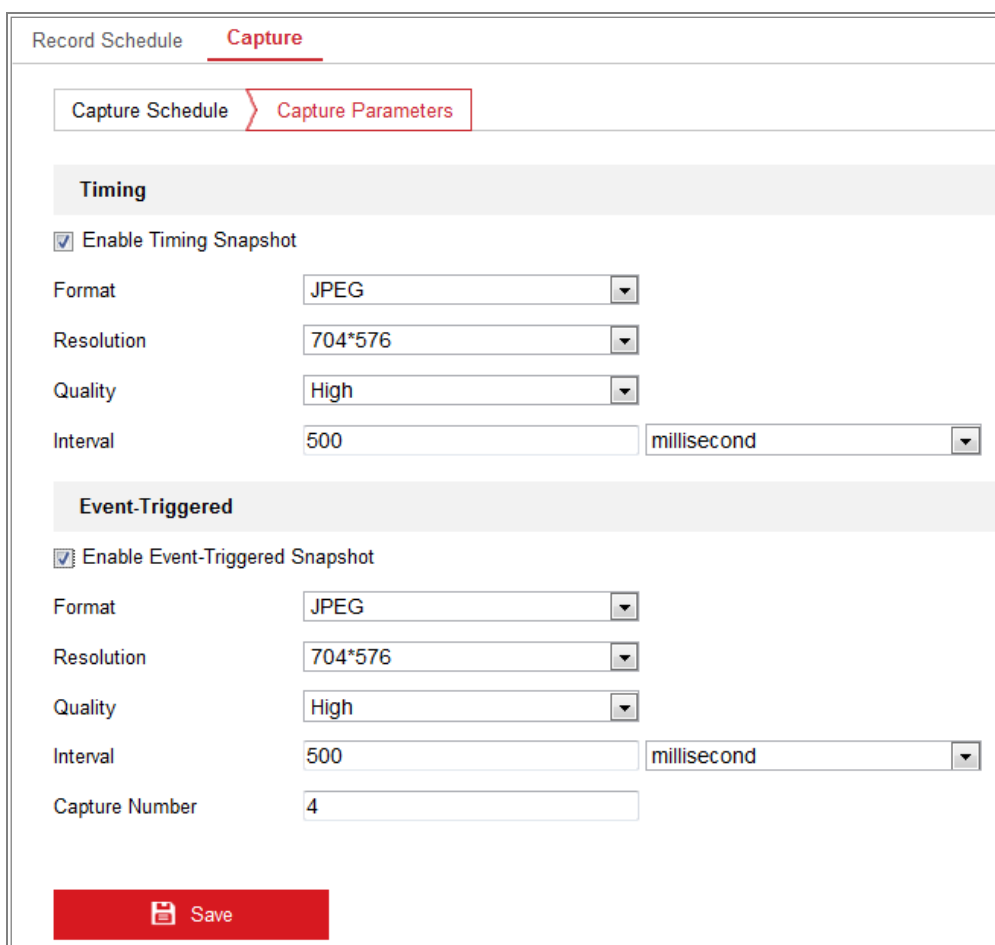 Record Schedule Capture
Capture Schedule Capture Parameters
Timing
Enable Timing Snapshot
Format JPEG
Resolution 704*576
Quality High
Interval 500 millisecond
Event-Triggered
Enable Event-Triggered Snapshot
Format JPEG
Resolution 704*576
Quality High
Interval 500 millisecond
Capture Number 4
Save